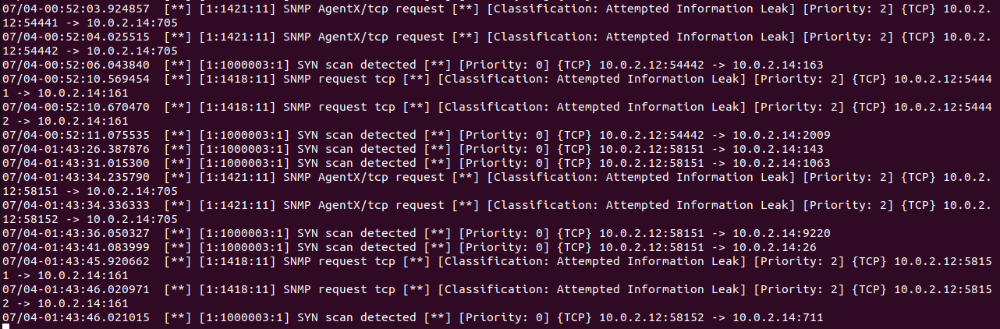 07/04-00:52:03.924857  [**] [1:1421:11] SNMP AgentX/tcp request [**] [Classification: Attempted Information Leak] [Priority: 2] {TCP} 10.0.2.
12:54441 -> 10.0.2.14:705
07/04-00:52:04.025515  [**] [1:1421:11] SNMP AgentX/tcp request [**] [Classification: Attempted Information Leak] [Priority: 2] {TCP} 10.0.2.
12:54442 -> 10.0.2.14:705
07/04-00:52:06.043840  [**] [1:1000003:1] SYN scan detected [**] [Priority: 0] {TCP} 10.0.2.12:54442 -> 10.0.2.14:163
07/04-00:52:10.569454  [**] [1:1418:11] SNMP request tcp [**] [Classification: Attempted Information Leak] [Priority: 2] {TCP} 10.0.2.12:5444
1 -> 10.0.2.14:161
07/04-00:52:10.670470  [**] [1:1418:11] SNMP request tcp [**] [Classification: Attempted Information Leak] [Priority: 2] {TCP} 10.0.2.12:5444
2 -> 10.0.2.14:161
07/04-00:52:11.075535  [**] [1:1000003:1] SYN scan detected [**] [Priority: 0] {TCP} 10.0.2.12:54442 -> 10.0.2.14:2009
07/04-01:43:26.387876  [**] [1:1000003:1] SYN scan detected [**] [Priority: 0] {TCP} 10.0.2.12:58151 -> 10.0.2.14:143
07/04-01:43:31.015300  [**] [1:1000003:1] SYN scan detected [**] [Priority: 0] {TCP} 10.0.2.12:58151 -> 10.0.2.14:1063
07/04-01:43:34.235790  [**] [1:1421:11] SNMP AgentX/tcp request [**] [Classification: Attempted Information Leak] [Priority: 2] {TCP} 10.0.2.
12:58151 -> 10.0.2.14:705
07/04-01:43:34.336333  [**] [1:1421:11] SNMP AgentX/tcp request [**] [Classification: Attempted Information Leak] [Priority: 2] {TCP} 10.0.2.
12:58152 -> 10.0.2.14:705
07/04-01:43:36.050327  [**] [1:1000003:1] SYN scan detected [**] [Priority: 0] {TCP} 10.0.2.12:58151 -> 10.0.2.14:9220
07/04-01:43:41.083999  [**] [1:1000003:1] SYN scan detected [**] [Priority: 0] {TCP} 10.0.2.12:58151 -> 10.0.2.14:26
07/04-01:43:45.920662  [**] [1:1418:11] SNMP request tcp [**] [Classification: Attempted Information Leak] [Priority: 2] {TCP} 10.0.2.12:5815
1 -> 10.0.2.14:161
07/04-01:43:46.020971  [**] [1:1418:11] SNMP request tcp [**] [Classification: Attempted Information Leak] [Priority: 2] {TCP} 10.0.2.12:5815
2 -> 10.0.2.14:161
07/04-01:43:46.021015  [**] [1:1000003:1] SYN scan detected [**] [Priority: 0] {TCP} 10.0.2.12:58152 -> 10.0.2.14:711